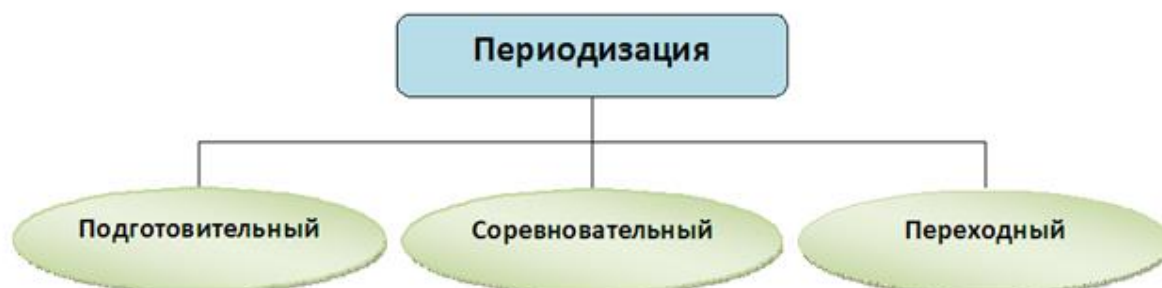 Периодизация
Подготовительный
Соревновательный
Переходный